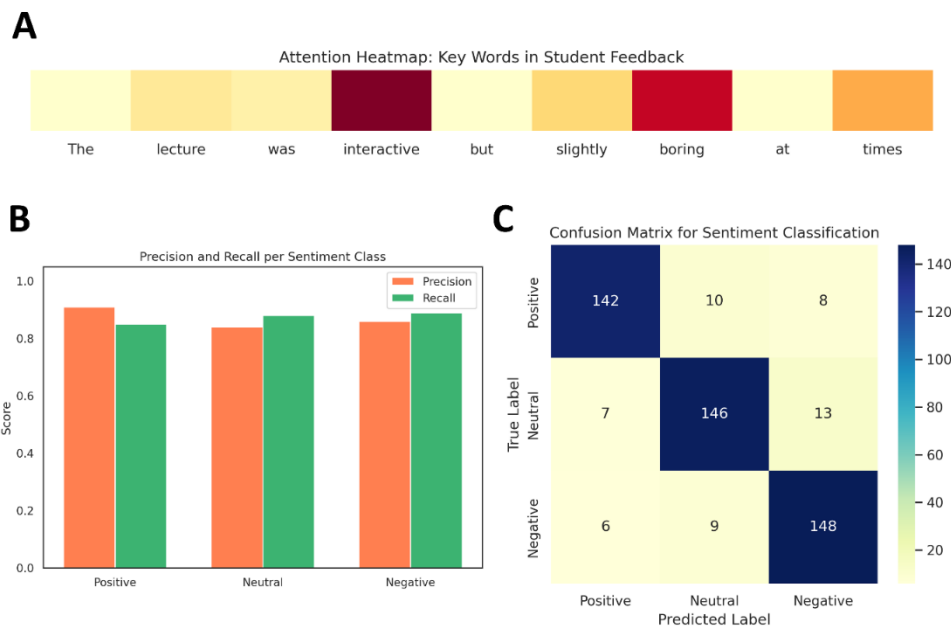 A
Attention Heatmap: Key Words in Student Feedback
The lecture was interactive but slightly boring at times
B
Precision and Recall per Sentiment Class
Precision
Recall
1.0
0.8
0.6
0.4
0.2
0.0
Score
Positive Neutral Negative
C
Confusion Matrix for Sentiment Classification
True Label
Positive
142 10 8
Neutral
7 146 13
Negative
6 9 148
Positive Neutral Negative
Predicted Label
140
120
100
80
60
40
20